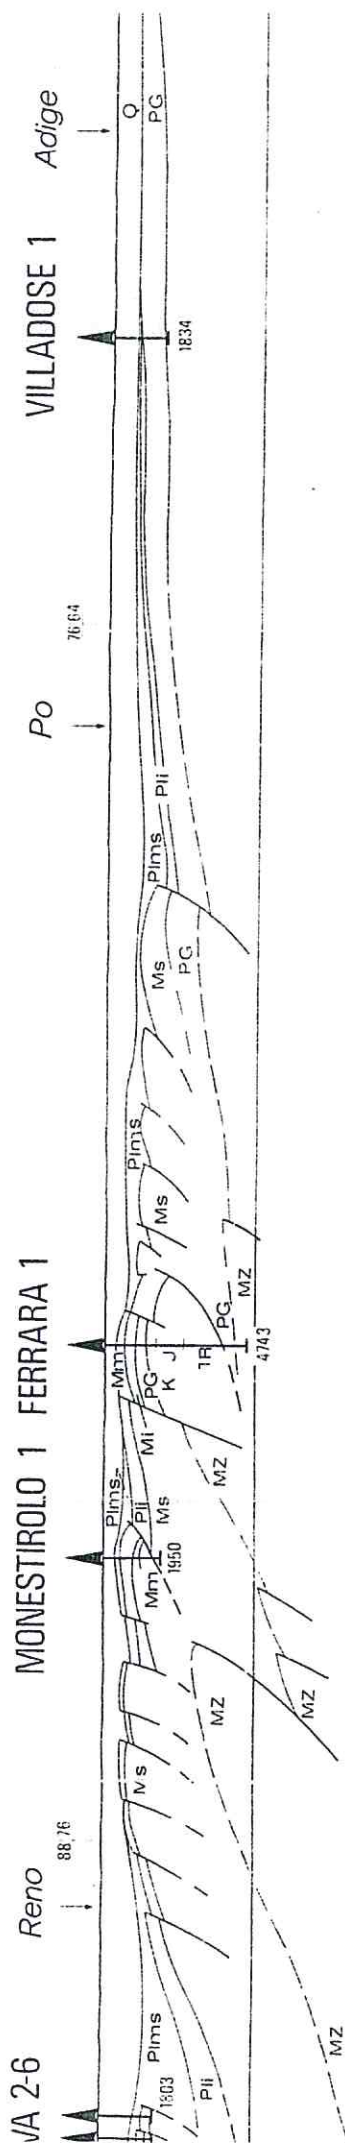 VA 2-6
Reno
88,76
MONESTIROLO 1
FERRARA 1
Po
76,64
VILLADOSE 1
Adige
1803
Plms
Pli
MZ
Ms
MZ
MZ
1950
Mm
Pli
Plms
Ms
Mi
MZ
Mm
PG
K
J
TR
PG
MZ
4743
Ms
Plms
Ms
PG
Plms
Pli
1834
Q
PG